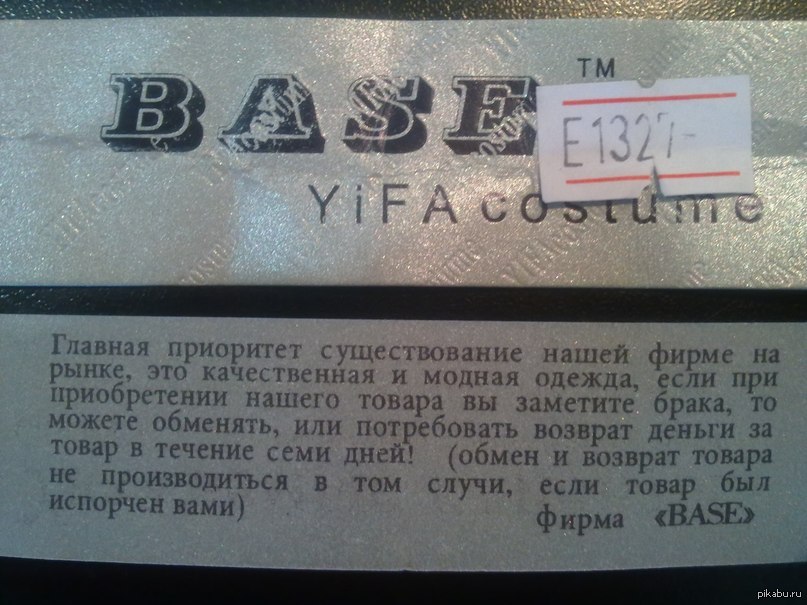 BASE
TM
E1327-
YiFA costume
Главная приоритет существование нашей фирме на
рынке, это качественная и модная одежда, если при
приобретении нашего товара вы заметите брака, то
можете обменять, или потребовать возврат деньги за
товар в течение семи дней! (обмен и возврат товара
не производиться в том случи, если товар был
испорчен вами)
фирма «BASE»
pikabu.ru